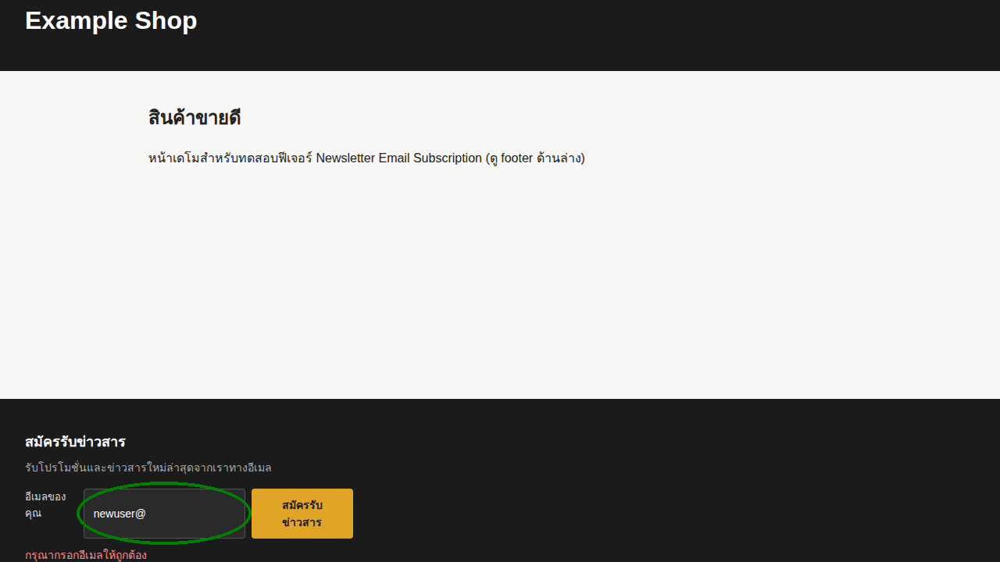 Example Shop
สินค้าขายดี
หน้าเดโมสำหรับทดสอบฟีเจอร์ Newsletter Email Subscription (ดู footer ด้านล่าง)
สมัครรับข่าวสาร
รับโปรโมชั่นและข่าวสารใหม่ล่าสุดจากเราทางอีเมล
อีเมลของ
คุณ
newuser@
สมัครรับ
ข่าวสาร
กรุณากรอกอีเมลให้ถูกต้อง